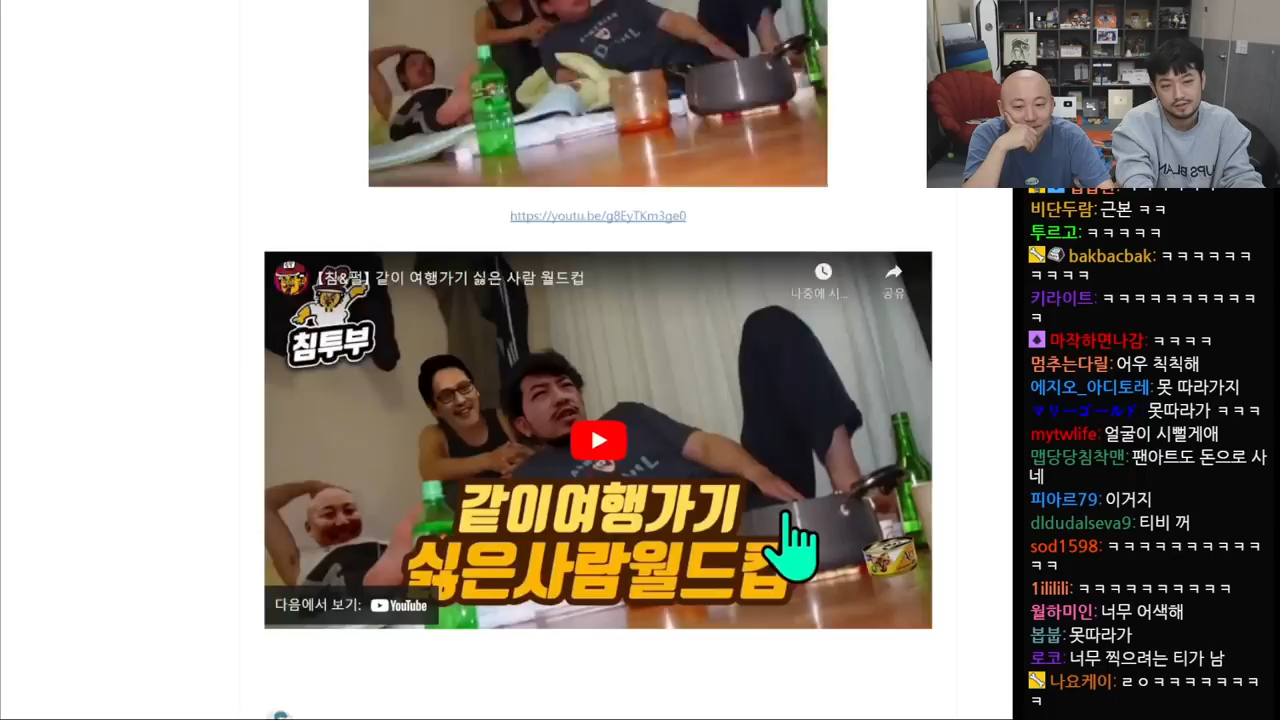 https://youtu.be/g8EyTKm3ge0
【침&펄】 같이 여행가기 싫은 사람 월드컵
나중에 시...
공유
침투부
같이여행가기
싫은사람월드컵
다음에서 보기: YouTube
비단두람: 근본 ㅋㅋ
투르고: ㅋㅋㅋㅋㅋ
bakbacbak: ㅋㅋㅋㅋㅋㅋ
ㅋㅋㅋㅋ
키라이트: ㅋㅋㅋㅋㅋㅋㅋㅋㅋㅋ
ㅋ
마작하면나감: ㅋㅋㅋㅋ
멈추는다릴: 어우 칙칙해
에지오_아디토레: 못 따라가지
マリーゴールド 못따라가 ㅋㅋㅋ
mytwlife: 얼굴이 시뻘게애
맵당당침착맨: 팬아트도 돈으로 사
네
피아르79: 이거지
dldudalseva9: 티비 꺼
sod1598: ㅋㅋㅋㅋㅋㅋㅋㅋㅋㅋ
ㅋㅋ
1ilililili: ㅋㅋㅋㅋㅋㅋㅋㅋㅋㅋ
월하미인: 너무 어색해
봅붑: 못따라가
로코: 너무 찍으려는 티가 남
나요케이: ㄹㅇㅋㅋㅋㅋㅋㅋㅋㅋ
ㅋ